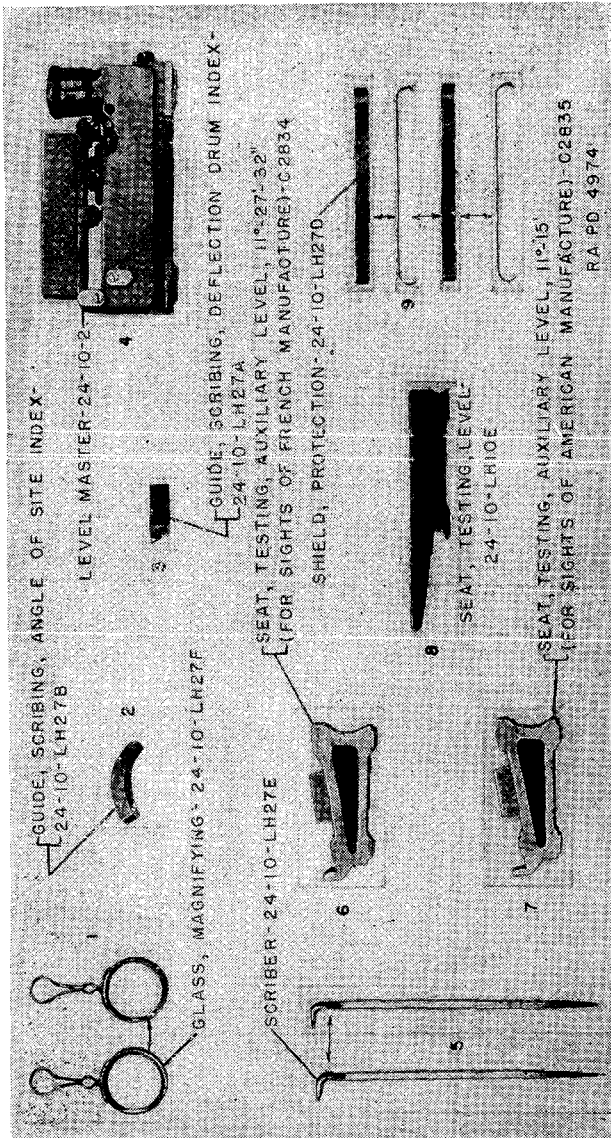 1
GUIDE, SCRIBING, ANGLE OF SITE INDEX-
24-10-LH27B
2
LEVEL MASTER-24-10-2
4
GLASS, MAGNIFYING-24-10-LH27F
3
GUIDE, SCRIBING, DEFLECTION DRUM INDEX-
24-10-LH27A
SCRIBER-24-10-LH27E
SEAT, TESTING, AUXILIARY LEVEL, 11°-27'-32"
(FOR SIGHTS OF FRENCH MANUFACTURE)-C2834
SHIELD, PROTECTION-24-10-LH27D
6
5
8
9
SEAT, TESTING, LEVEL-
24-10-LH10E
7
SEAT, TESTING, AUXILIARY LEVEL, 11°-15'
(FOR SIGHTS OF AMERICAN MANUFACTURE)-C2835
RA PD 4974